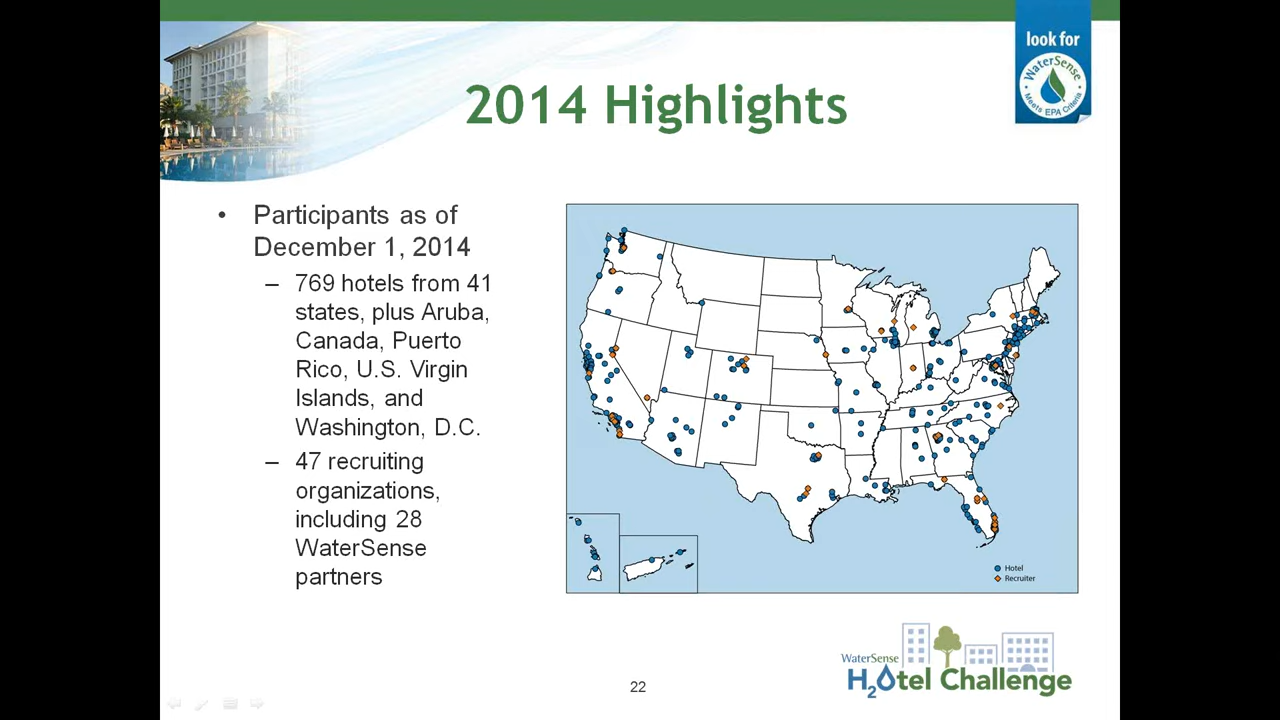 look for
WaterSense
Meets EPA Criteria
2014 Highlights
• Participants as of
December 1, 2014
– 769 hotels from 41
states, plus Aruba,
Canada, Puerto
Rico, U.S. Virgin
Islands, and
Washington, D.C.
– 47 recruiting
organizations,
including 28
WaterSense
partners
Hotel
Recruiter
WaterSense
H2Otel Challenge
22